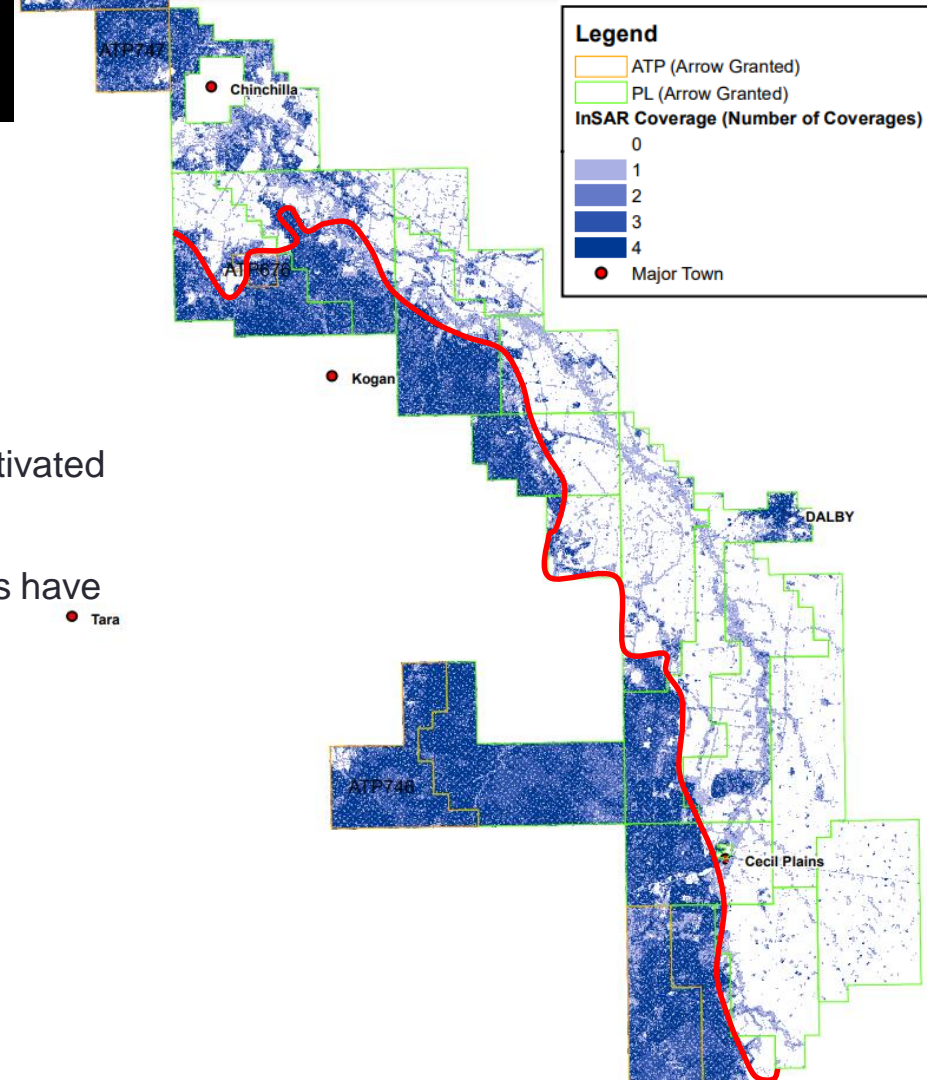 Legend
ATP (Arrow Granted)
PL (Arrow Granted)
InSAR Coverage (Number of Coverages)
0
1
2
3
4
Major Town
ATP747
Chinchilla
ATP676
Kogan
tivated
DALBY
s have
Tara
ATP746
Cecil Plains